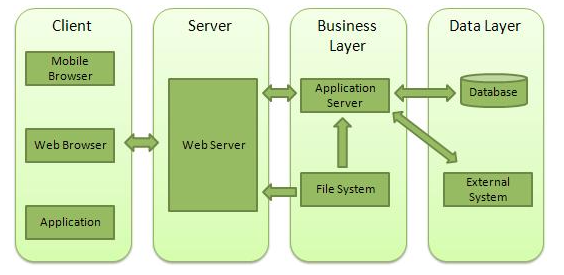 Client
Mobile
Browser
Web Browser
Application
Server
Web Server
Business
Layer
Application
Server
File System
Data Layer
Database
External
System